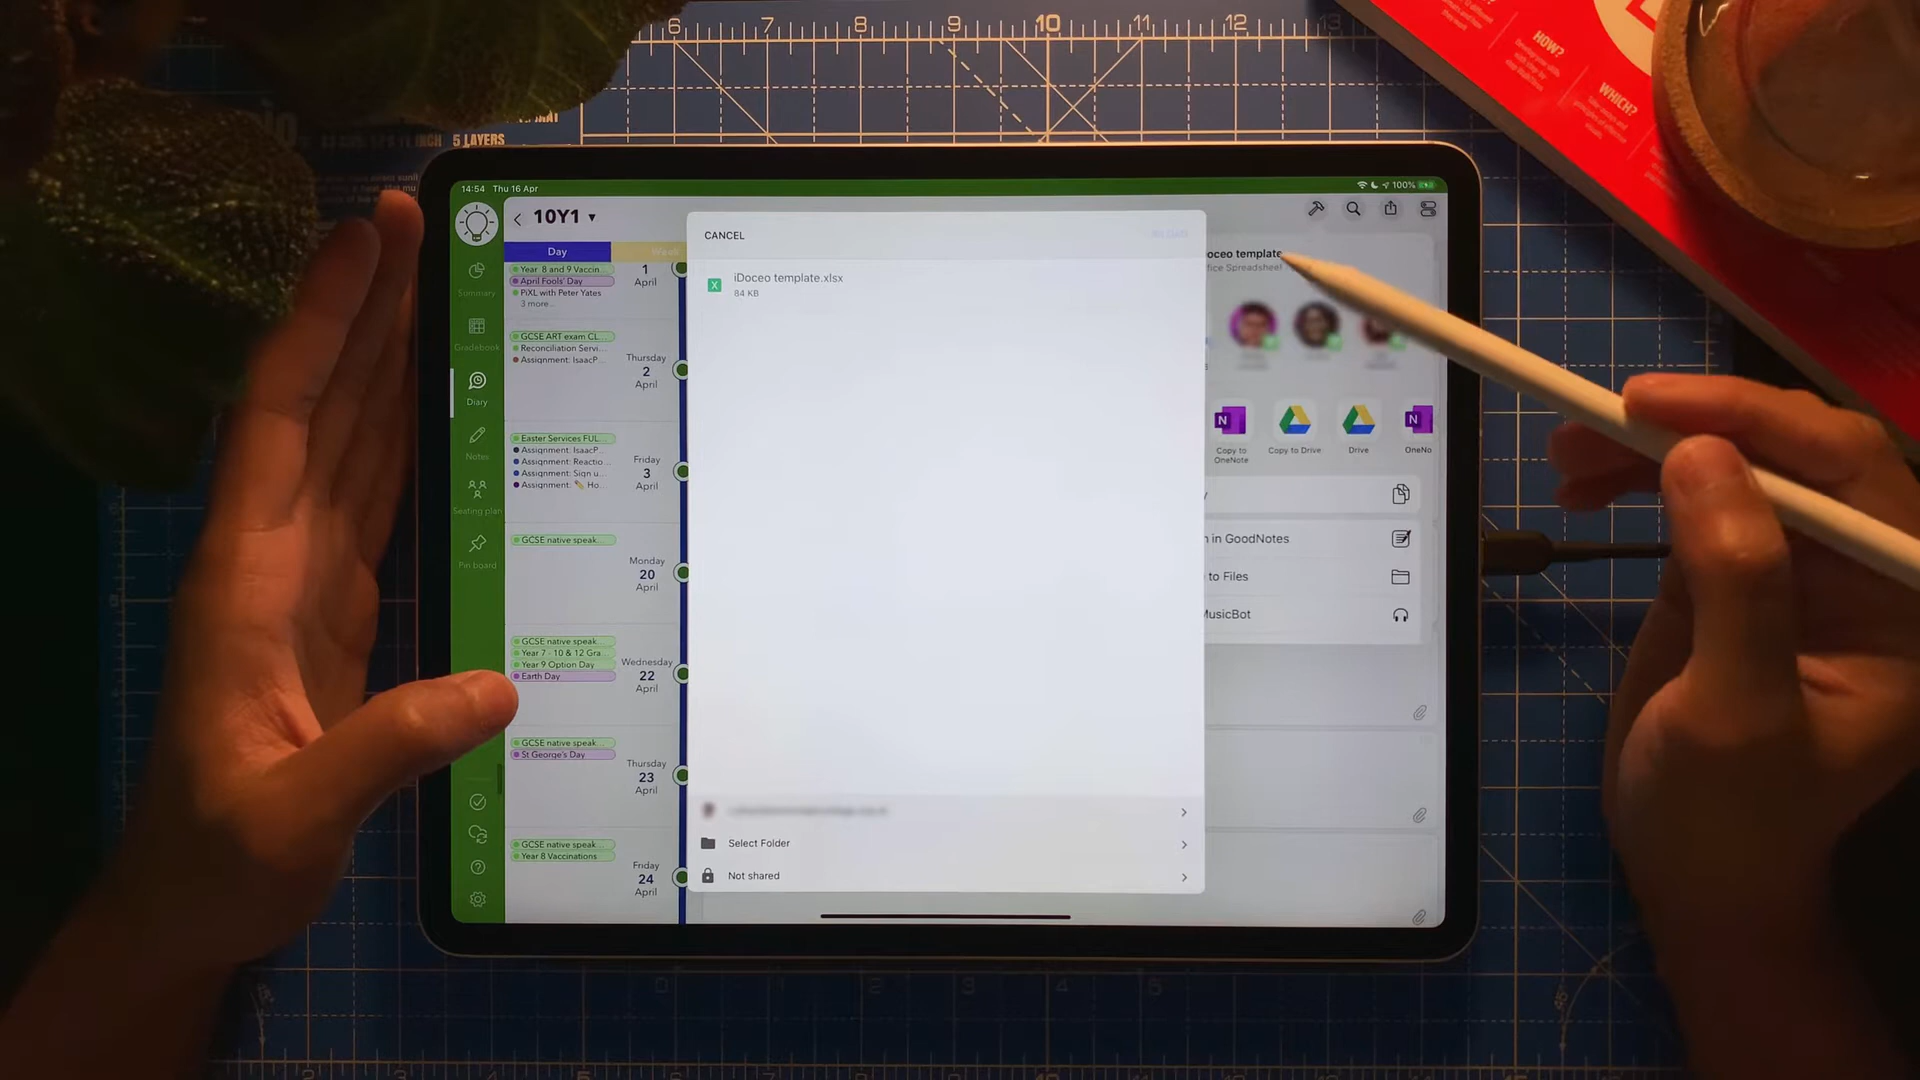 6 7 8 9 10 11 12 13
HOW?
WHICH?
INCH 5 LAYERS
14:54 Thu 16 Apr
100%
10Y1 ▾
Day
Week
Summary
Gradebook
Diary
Notes
Seating plan
Pin board
Year 8 and 9 Vaccin...
April Fools' Day
PiXL with Peter Yates
3 more...
1
April
GCSE ART exam CL...
Reconciliation Servi...
Assignment: IsaacP...
Thursday
2
April
Easter Services FUL...
Assignment: IsaacP...
Assignment: Reactio...
Assignment: Sign u...
Assignment: ✏️ Ho...
Friday
3
April
GCSE native speak...
Monday
20
April
GCSE native speak...
Year 7 - 10 & 12 Gra...
Year 9 Option Day
Earth Day
Wednesday
22
April
GCSE native speak...
St George's Day
Thursday
23
April
GCSE native speak...
Year 8 Vaccinations
Friday
24
April
CANCEL
iDoceo template.xlsx
84 KB
Select Folder
Not shared
oceo template
fice Spreadsheet
Copy to
OneNote
Copy to Drive
Drive
OneNo
y
n in GoodNotes
to Files
MusicBot